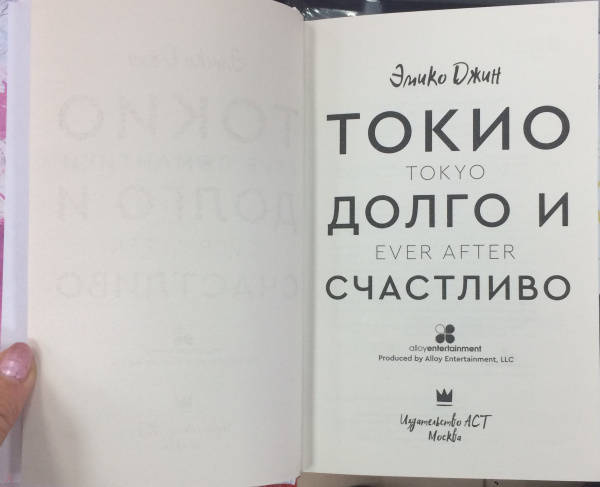 Эмико Джин
ТОКИО
TOKYO
ДОЛГО И
EVER AFTER
СЧАСТЛИВО
alloyentertainment
Produced by Alloy Entertainment, LLC
Издательство АСТ
Москва